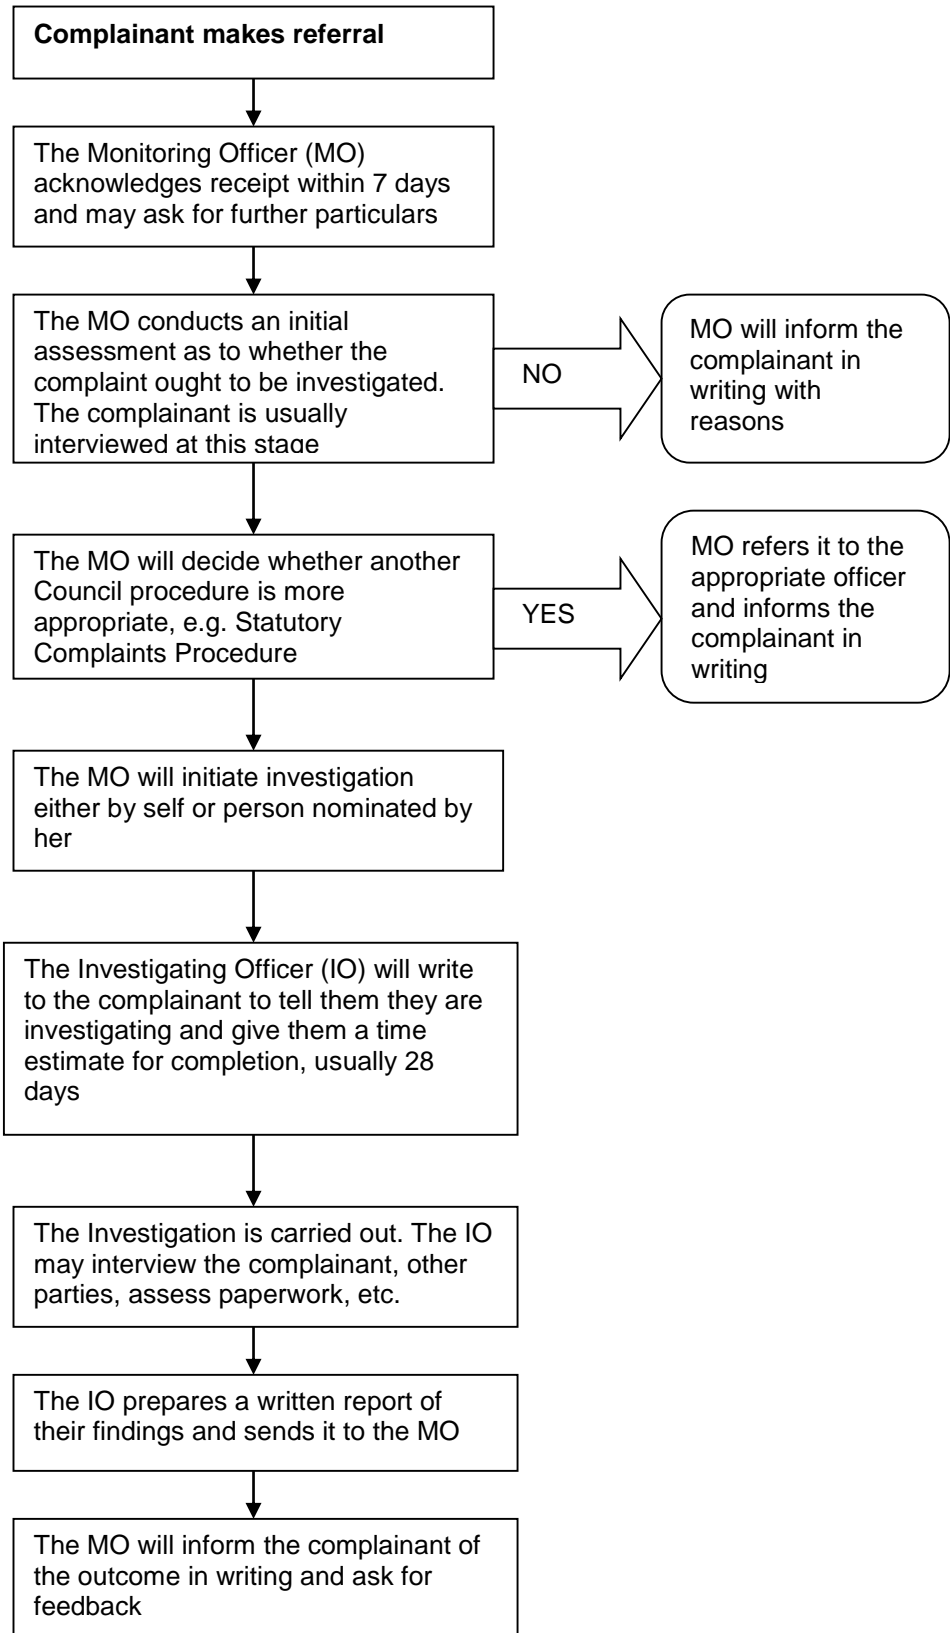 Complainant makes referral
The Monitoring Officer (MO)
acknowledges receipt within 7 days
and may ask for further particulars
The MO conducts an initial
assessment as to whether the
complaint ought to be investigated.
The complainant is usually
interviewed at this stage
NO
MO will inform the
complainant in
writing with
reasons
The MO will decide whether another
Council procedure is more
appropriate, e.g. Statutory
Complaints Procedure
YES
MO refers it to the
appropriate officer
and informs the
complainant in
writing
The MO will initiate investigation
either by self or person nominated by
her
The Investigating Officer (IO) will write
to the complainant to tell them they are
investigating and give them a time
estimate for completion, usually 28
days
The Investigation is carried out. The IO
may interview the complainant, other
parties, assess paperwork, etc.
The IO prepares a written report of
their findings and sends it to the MO
The MO will inform the complainant of
the outcome in writing and ask for
feedback